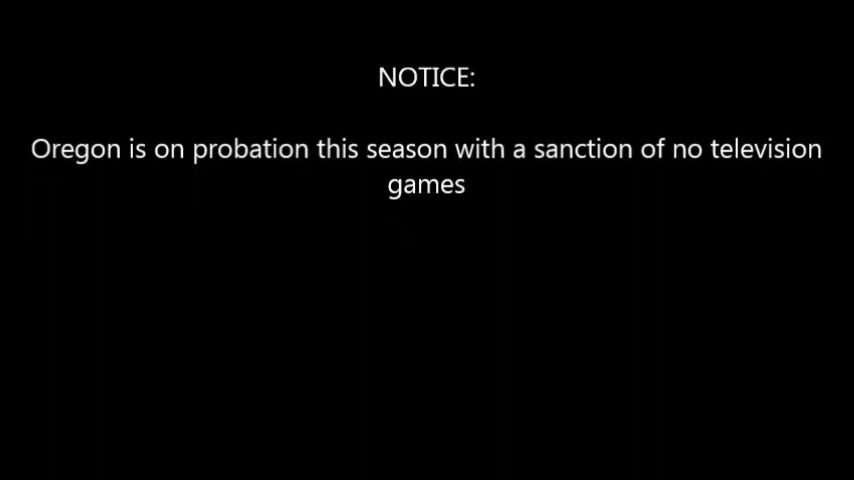 NOTICE:
Oregon is on probation this season with a sanction of no television
games